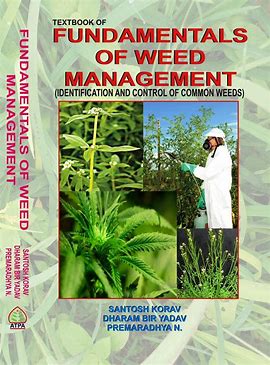 FUNDAMENTALS OF WEED
MANAGEMENT
SANTOSH KORAV
DHARAM BIR YADAV
PREMARADHYA N.
ATPA
TEXTBOOK OF
FUNDAMENTALS
OF WEED
MANAGEMENT
(IDENTIFICATION AND CONTROL OF COMMON WEEDS)
SANTOSH KORAV
DHARAM BIR YADAV
PREMARADHYA N.